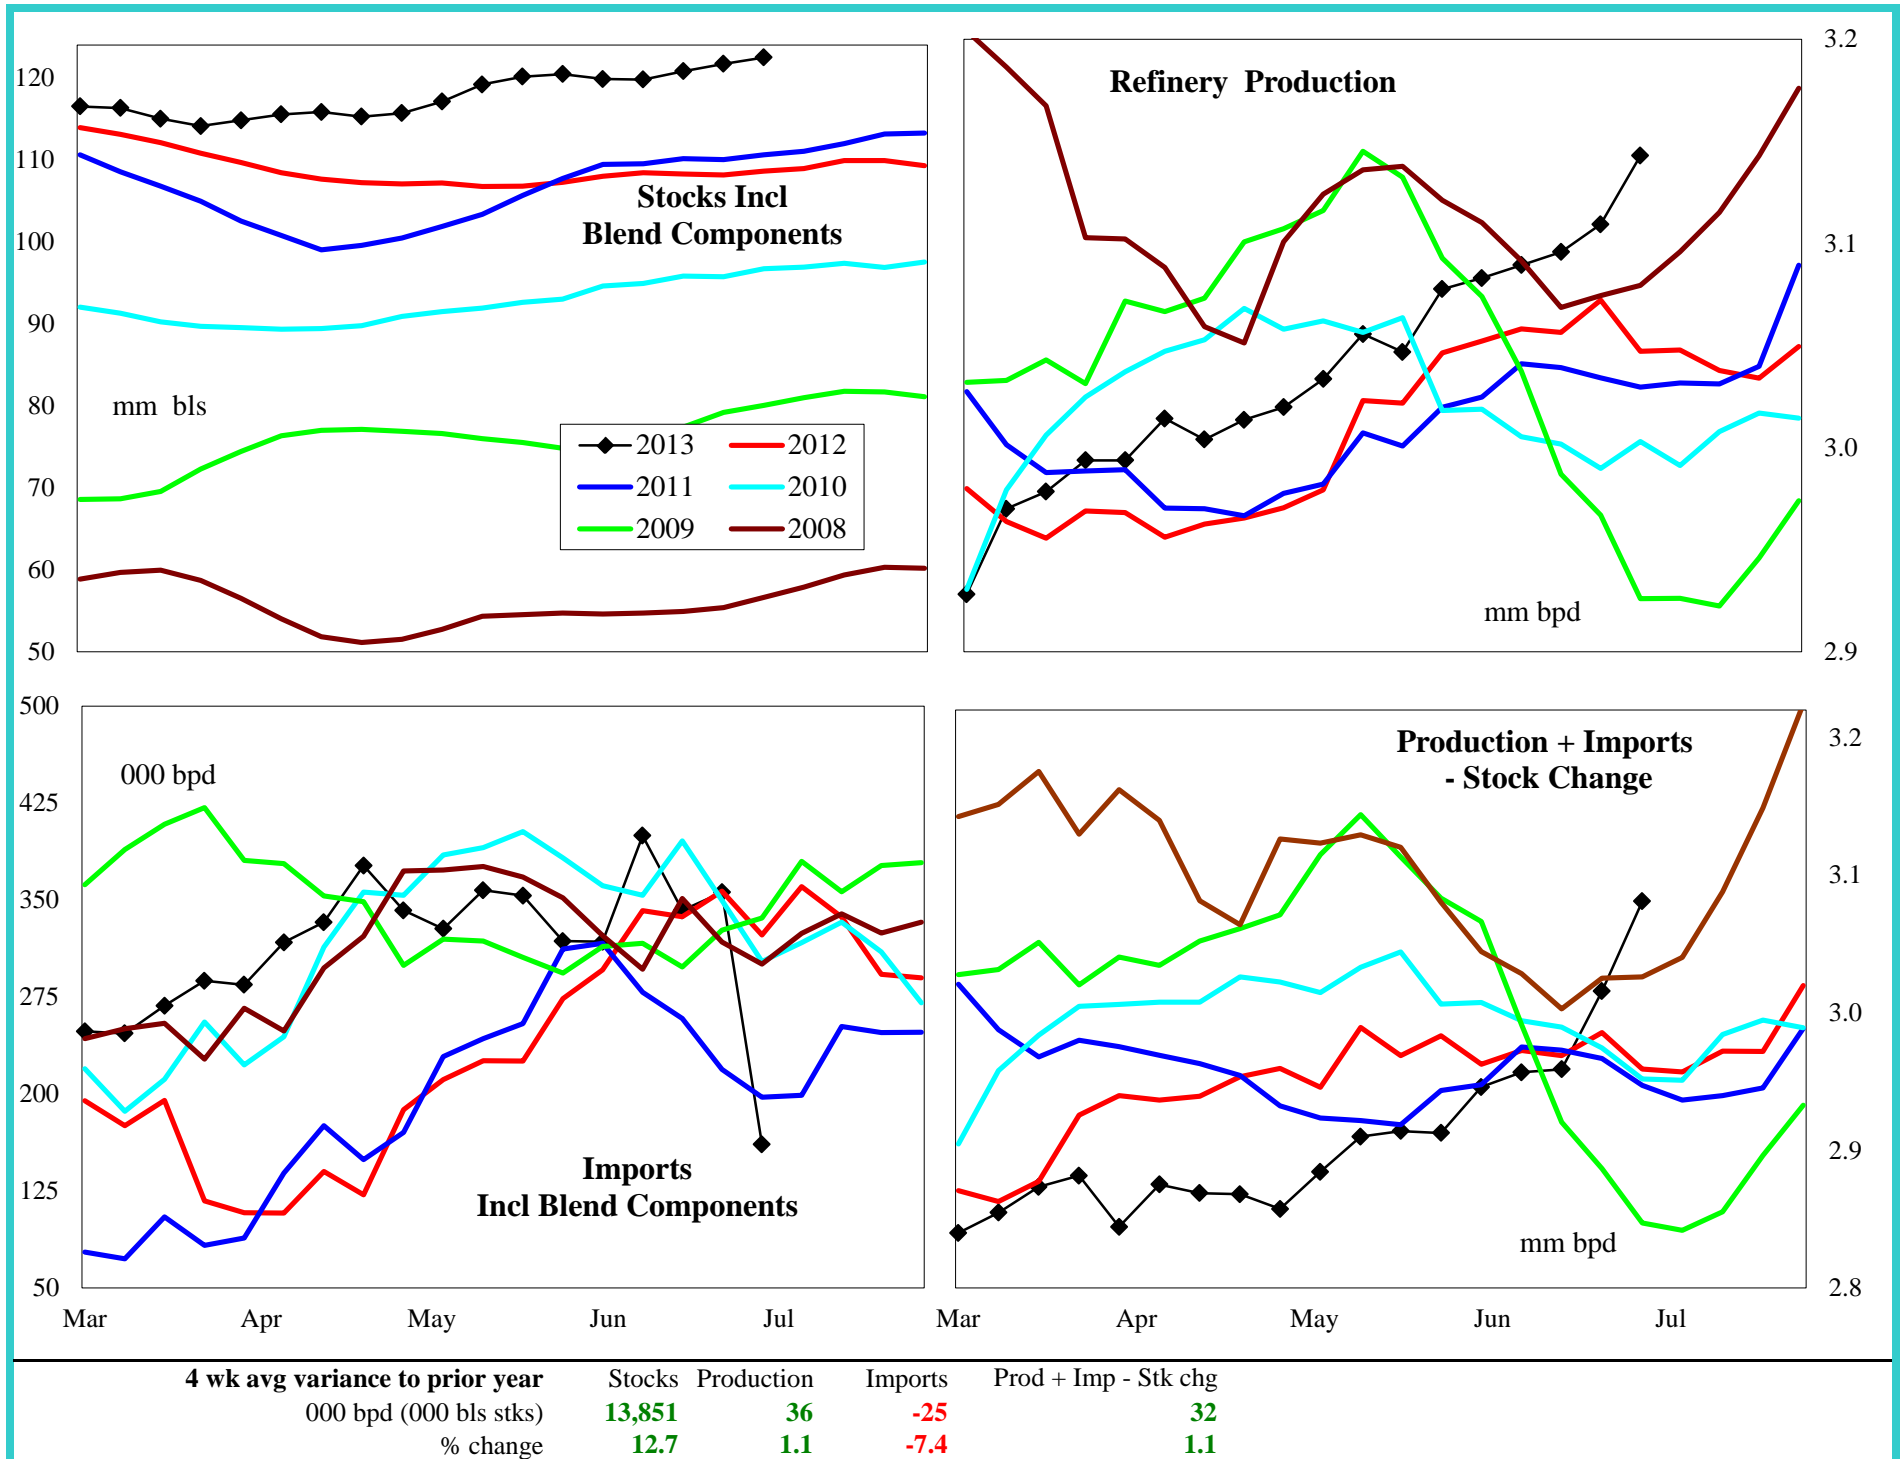 120
110
100
90
80
70
60
50
Stocks Incl
Blend Components
mm bls
2013 2012
2011 2010
2009 2008
Refinery Production
mm bpd
3.2
3.1
3.0
2.9
500
425
350
275
200
125
50
000 bpd
Imports
Incl Blend Components
Mar Apr May Jun Jul
Production + Imports
- Stock Change
mm bpd
3.2
3.1
3.0
2.9
2.8
Mar Apr May Jun Jul
4 wk avg variance to prior year Stocks Production Imports Prod + Imp - Stk chg
000 bpd (000 bls stks) 13,851 36 -25 32
% change 12.7 1.1 -7.4 1.1